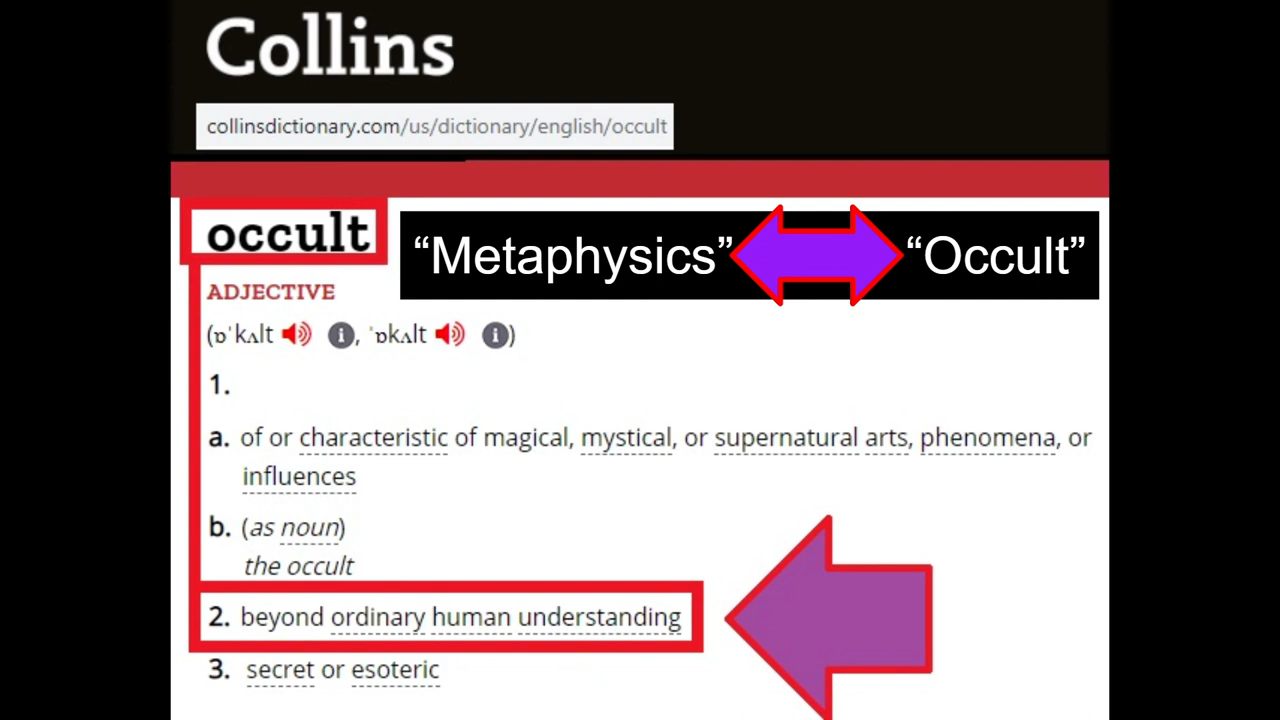 Collins
collinsdictionary.com/us/dictionary/english/occult
occult
“Metaphysics” “Occult”
ADJECTIVE
(ɒˈkʌlt , ˈɒkʌlt )
1.
a. of or characteristic of magical, mystical, or supernatural arts, phenomena, or
influences
b. (as noun)
the occult
2. beyond ordinary human understanding
3. secret or esoteric